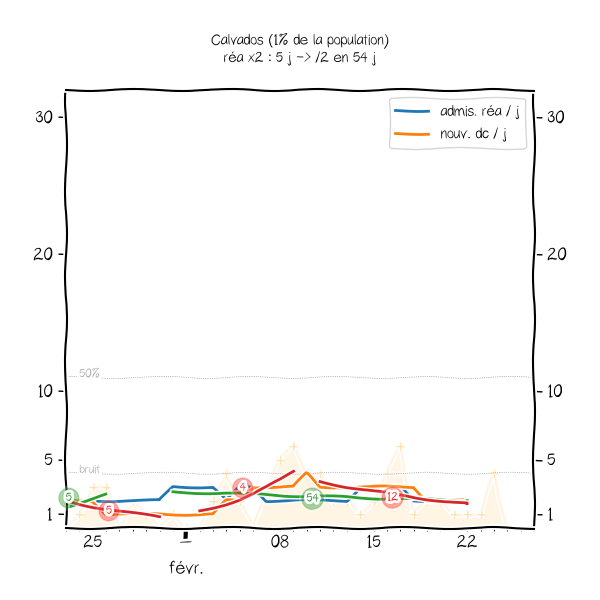 Calvados (1% de la population)
réa x2 : 5 j -> /2 en 54 j
admis. réa / j
nouv. dc / j
30 30
20 20
50%
10 10
5 5
bruit
5 5 4 54 12
1 1
25 1 08 15 22
févr.